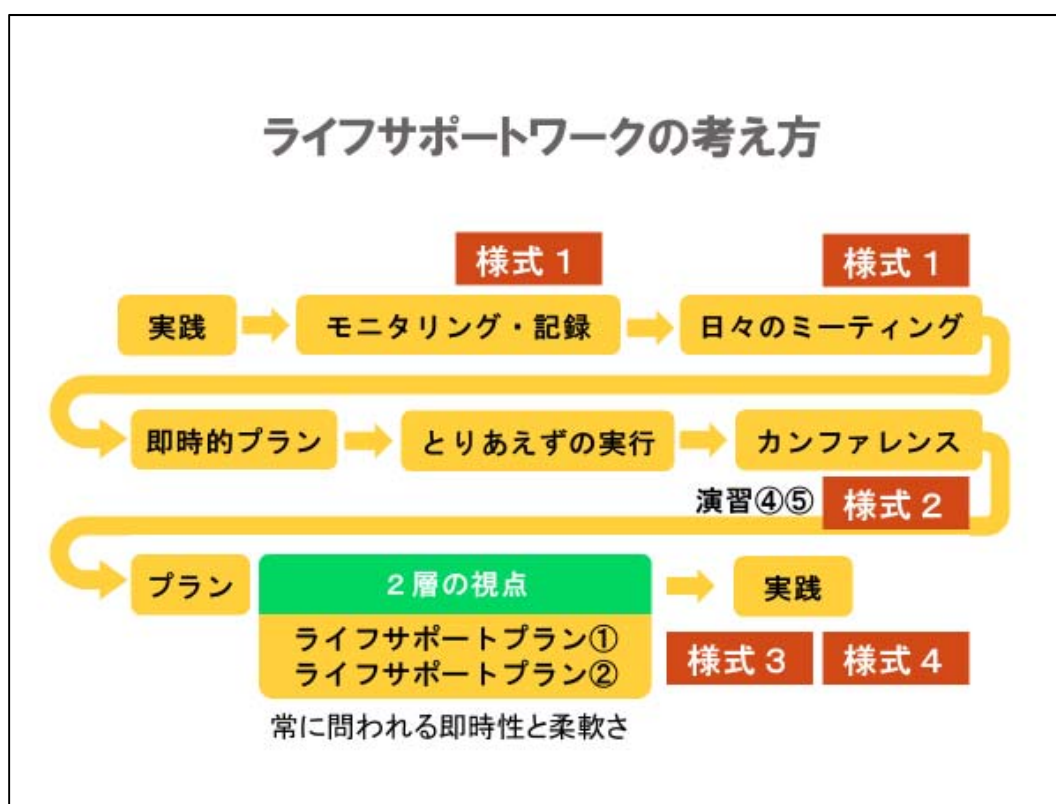 ライフサポートワークの考え方
様式１
様式１
実践
モニタリング・記録
日々のミーティング
即時的プラン
とりあえずの実行
カンファレンス
演習④⑤
様式２
プラン
２層の視点
ライフサポートプラン①
ライフサポートプラン②
実践
様式３
様式４
常に問われる即時性と柔軟さ